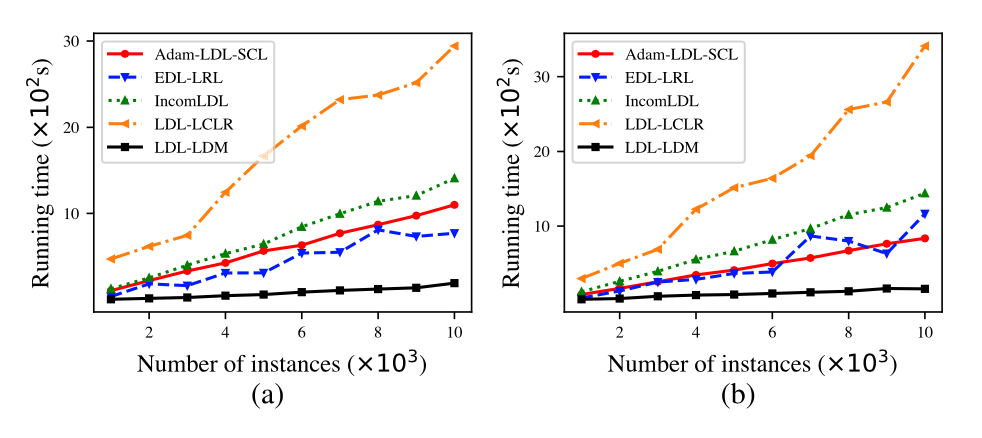 30
20
10
Running time (×10²s)
Adam-LDL-SCL
EDL-LRL
IncomLDL
LDL-LCLR
LDL-LDM
2 4 6 8 10
Number of instances (×10³)
(a)
30
20
10
Running time (×10²s)
Adam-LDL-SCL
EDL-LRL
IncomLDL
LDL-LCLR
LDL-LDM
2 4 6 8 10
Number of instances (×10³)
(b)